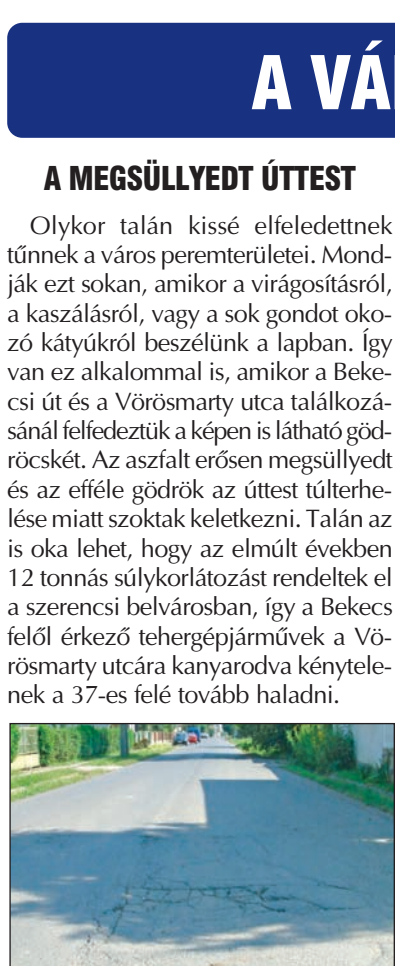 A VÁ
A MEGSÜLLYEDT ÚTTEST
Olykor talán kissé elfeledettnek
tűnnek a város peremterületei. Mond-
ják ezt sokan, amikor a virágosításról,
a kaszálásról, vagy a sok gondot oko-
zó kátyúkról beszélünk a lapban. Így
van ez alkalommal is, amikor a Beke-
csi út és a Vörösmarty utca találkozá-
sánál felfedeztük a képen is látható göd-
röcskét. Az aszfalt erősen megsüllyedt
és az efféle gödrök az úttest túlterhe-
lése miatt szoktak keletkezni. Talán az
is oka lehet, hogy az elmúlt években
12 tonnás súlykorlátozást rendeltek el
a szerencsi belvárosban, így a Bekecs
felől érkező tehergépjárművek a Vö-
rösmarty utcára kanyarodva kénytele-
nek a 37-es felé tovább haladni.